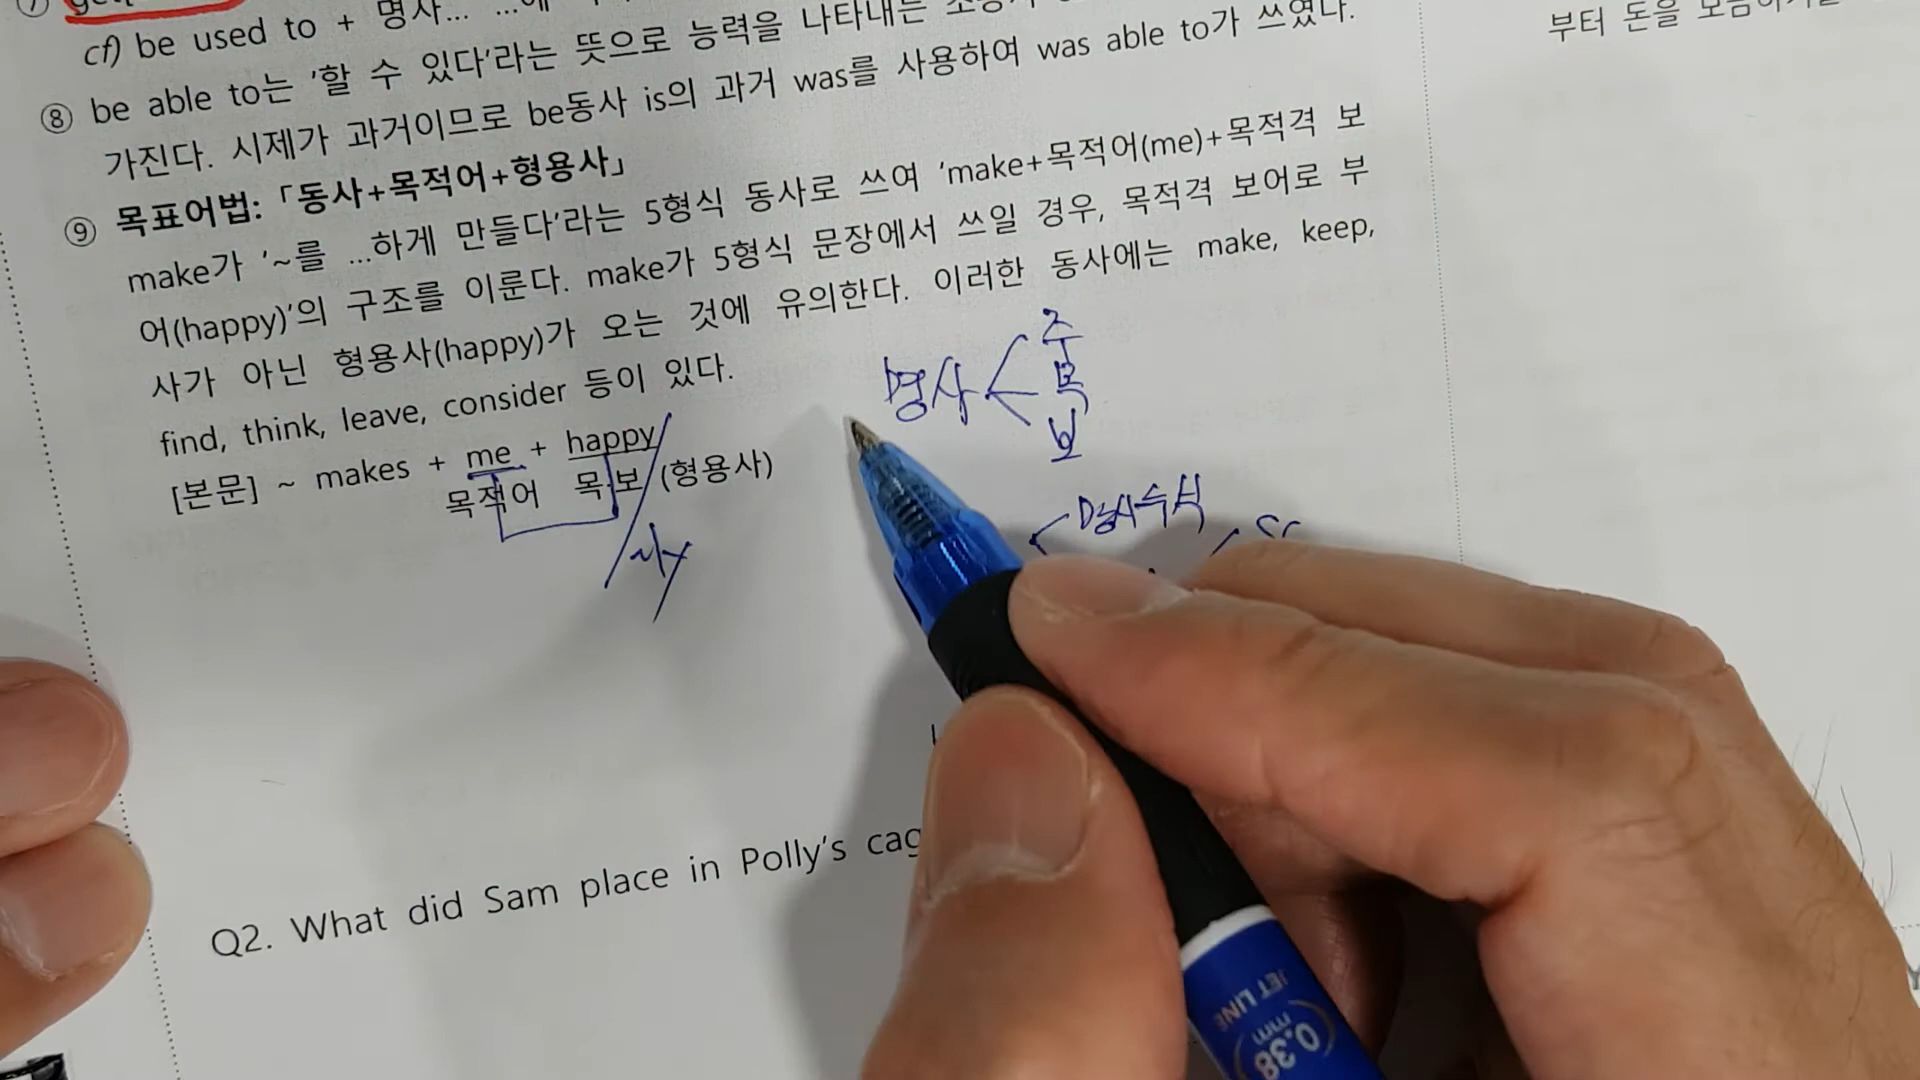 cf) be used to + 명사...
⑧ be able to는 '할 수 있다'라는 뜻으로 능력을 나타내는
가진다. 시제가 과거이므로 be동사 is의 과거 was를 사용하여 was able to가 쓰였다.
⑨ 목표어법: 「동사+목적어+형용사」
make가 '~를 ...하게 만들다'라는 5형식 동사로 쓰여 'make+목적어(me)+목적격 보
어(happy)'의 구조를 이룬다. make가 5형식 문장에서 쓰일 경우, 목적격 보어로 부
사가 아닌 형용사(happy)가 오는 것에 유의한다. 이러한 동사에는 make, keep,
find, think, leave, consider 등이 있다.
[본문] ~ makes + me + happy
목적어 목·보 (형용사)
~ly
명사
주
목
보
명사수식
Q2. What did Sam place in Polly's
부터 돈을
JET LINE
0.38
mm